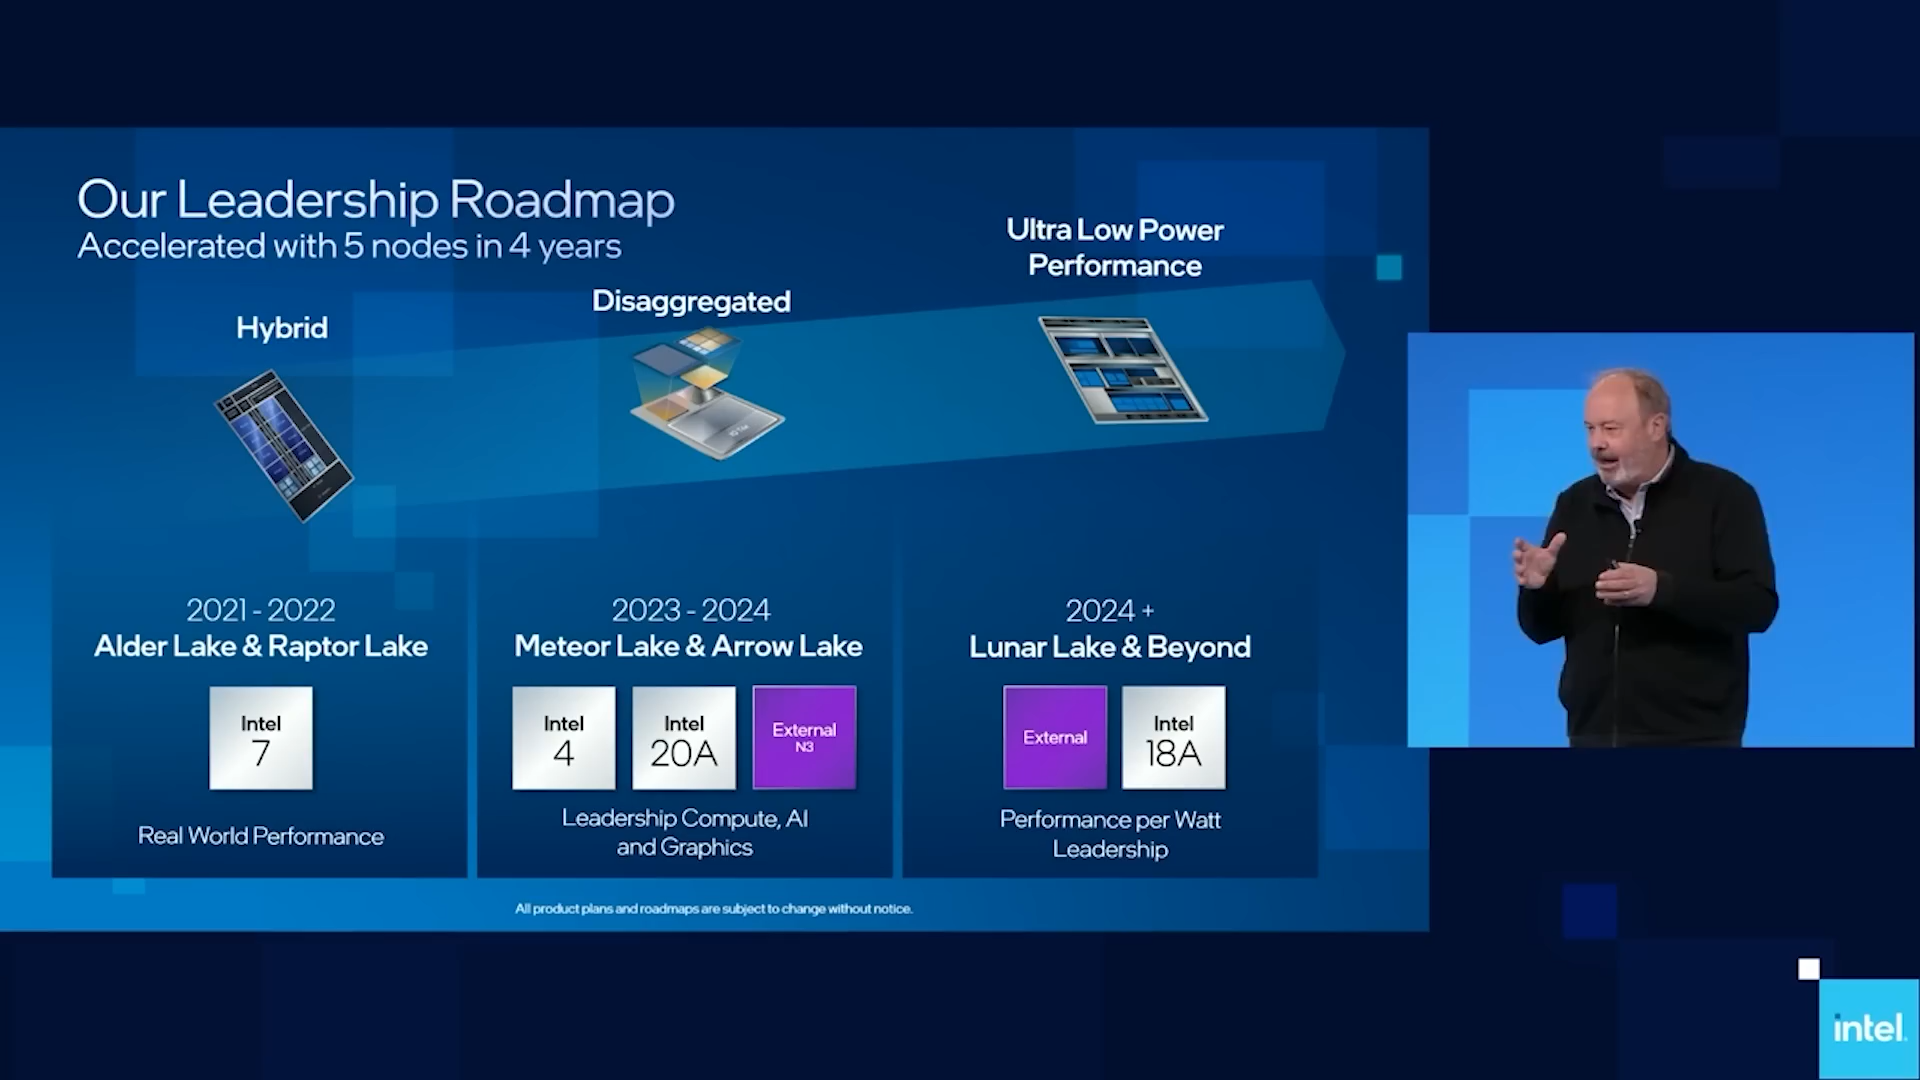 Our Leadership Roadmap
Accelerated with 5 nodes in 4 years
Hybrid
Disaggregated
Ultra Low Power
Performance
2021 - 2022
Alder Lake & Raptor Lake
Intel
7
Real World Performance
2023 - 2024
Meteor Lake & Arrow Lake
Intel
4
Intel
20A
External
N3
Leadership Compute, AI
and Graphics
2024 +
Lunar Lake & Beyond
External
Intel
18A
Performance per Watt
Leadership
All product plans and roadmaps are subject to change without notice.
intel.